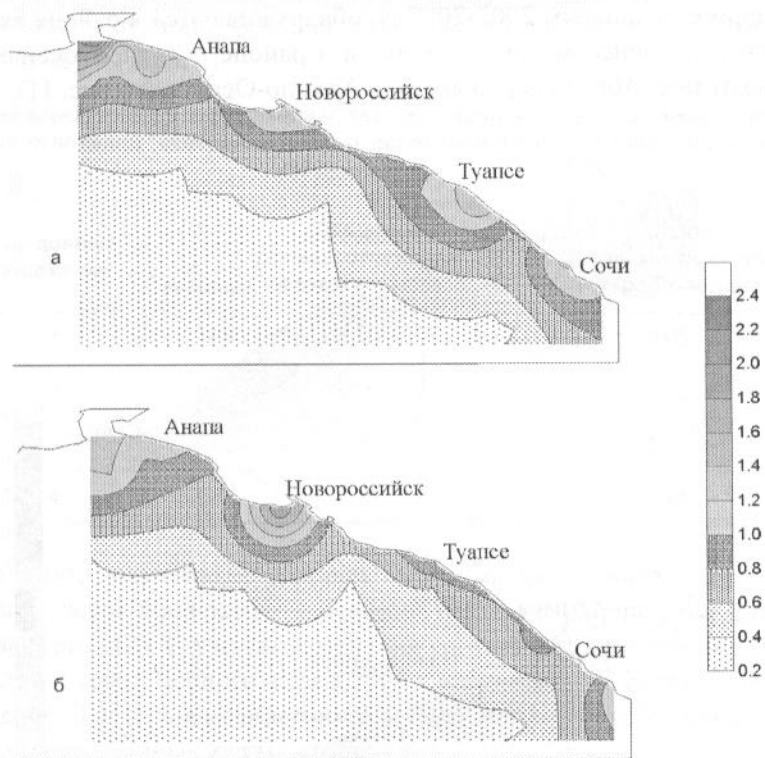 Анапа
Новороссийск
Туапсе
Сочи
а
Анапа
Новороссийск
Туапсе
Сочи
б
2.4
2.2
2.0
1.8
1.6
1.4
1.2
1.0
0.8
0.6
0.4
0.2